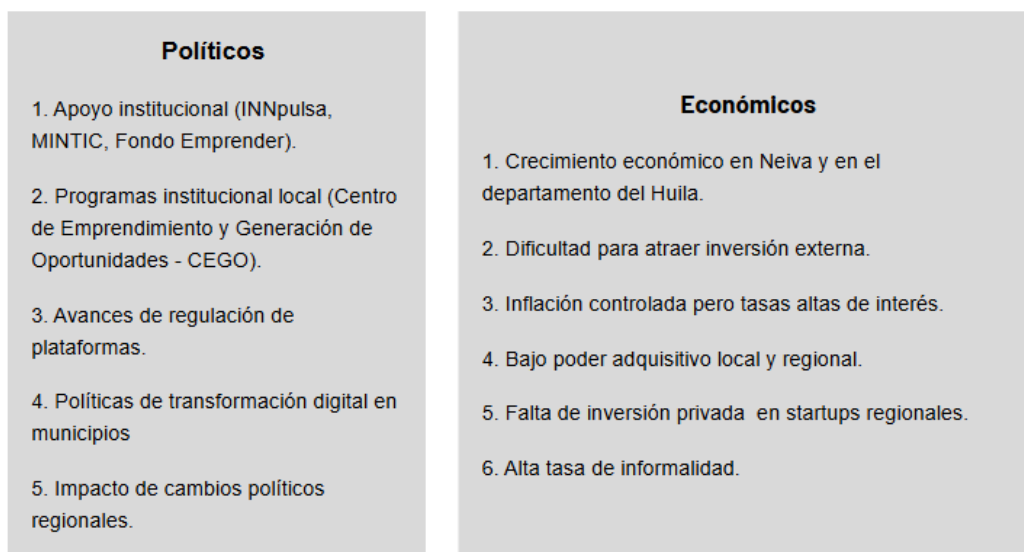 Políticos
1. Apoyo institucional (INNpulsa,
MINTIC, Fondo Emprender).
2. Programas institucional local (Centro
de Emprendimiento y Generación de
Oportunidades - CEGO).
3. Avances de regulación de
plataformas.
4. Políticas de transformación digital en
municipios
5. Impacto de cambios políticos
regionales.
Económicos
1. Crecimiento económico en Neiva y en el
departamento del Huila.
2. Dificultad para atraer inversión externa.
3. Inflación controlada pero tasas altas de interés.
4. Bajo poder adquisitivo local y regional.
5. Falta de inversión privada  en startups regionales.
6. Alta tasa de informalidad.